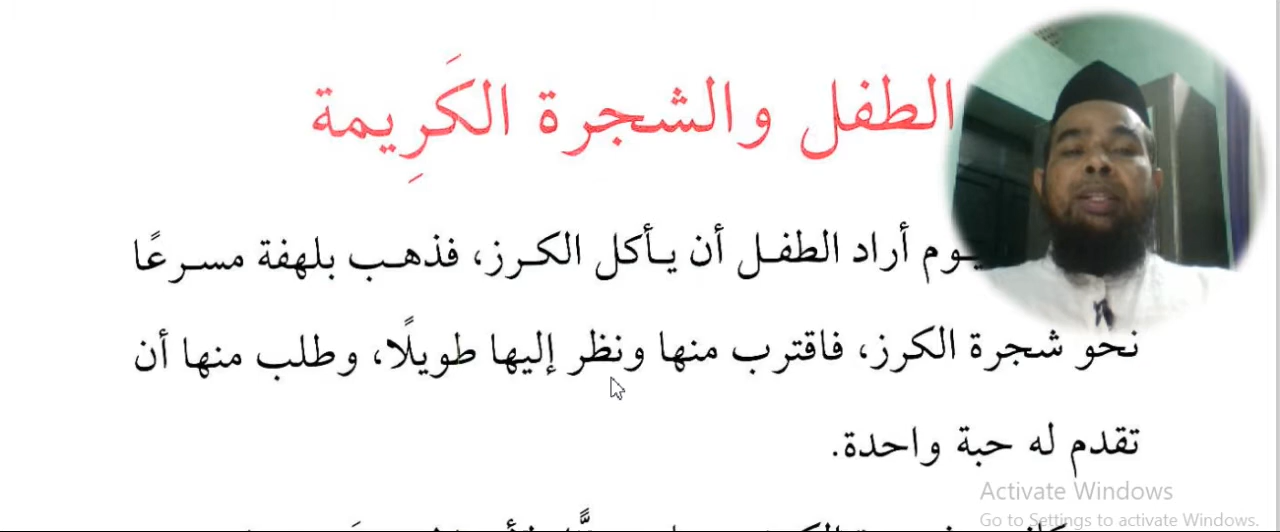 الطفل والشجرة الكَرِيمة
أراد الطفل أن يأكل الكرز، فذهب بلهفة مسرعًا
نحو شجرة الكرز، فاقترب منها ونظر إليها طويلًا، وطلب منها أن
تقدم له حبة واحدة.
Activate Windows
Go to Settings to activate Windows.